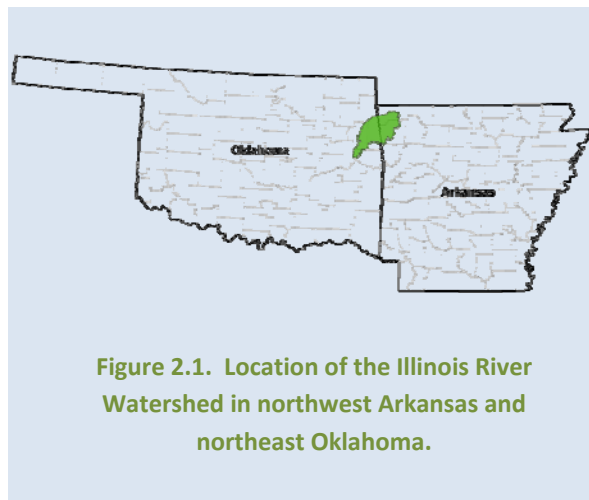 Oklahoma
Arkansas
Figure 2.1. Location of the Illinois River
Watershed in northwest Arkansas and
northeast Oklahoma.